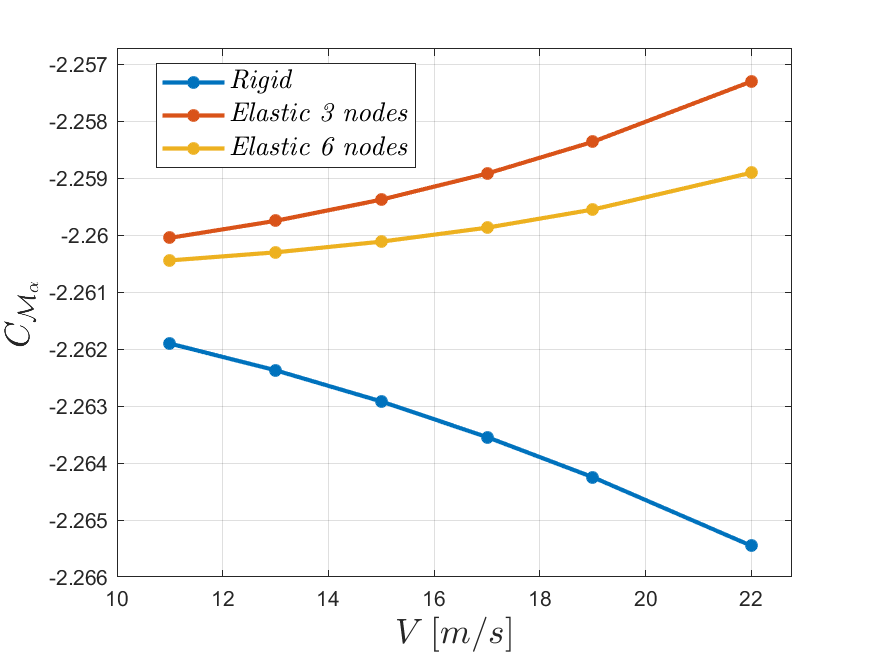 Rigid
Elastic 3 nodes
Elastic 6 nodes
-2.257
-2.258
-2.259
-2.26
-2.261
-2.262
-2.263
-2.264
-2.265
-2.266
10 12 14 16 18 20 22
V [m/s]
C_{\mathcal{M}_α}